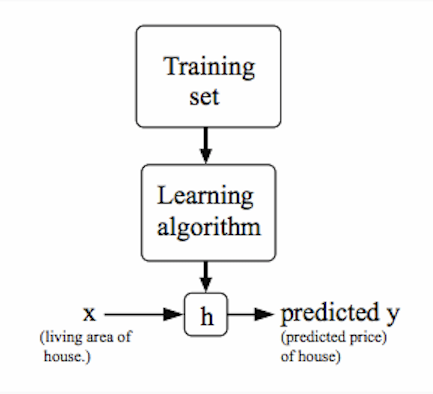 Training
set
Learning
algorithm
x
h
predicted y
(living area of
house.)
(predicted price)
of house)